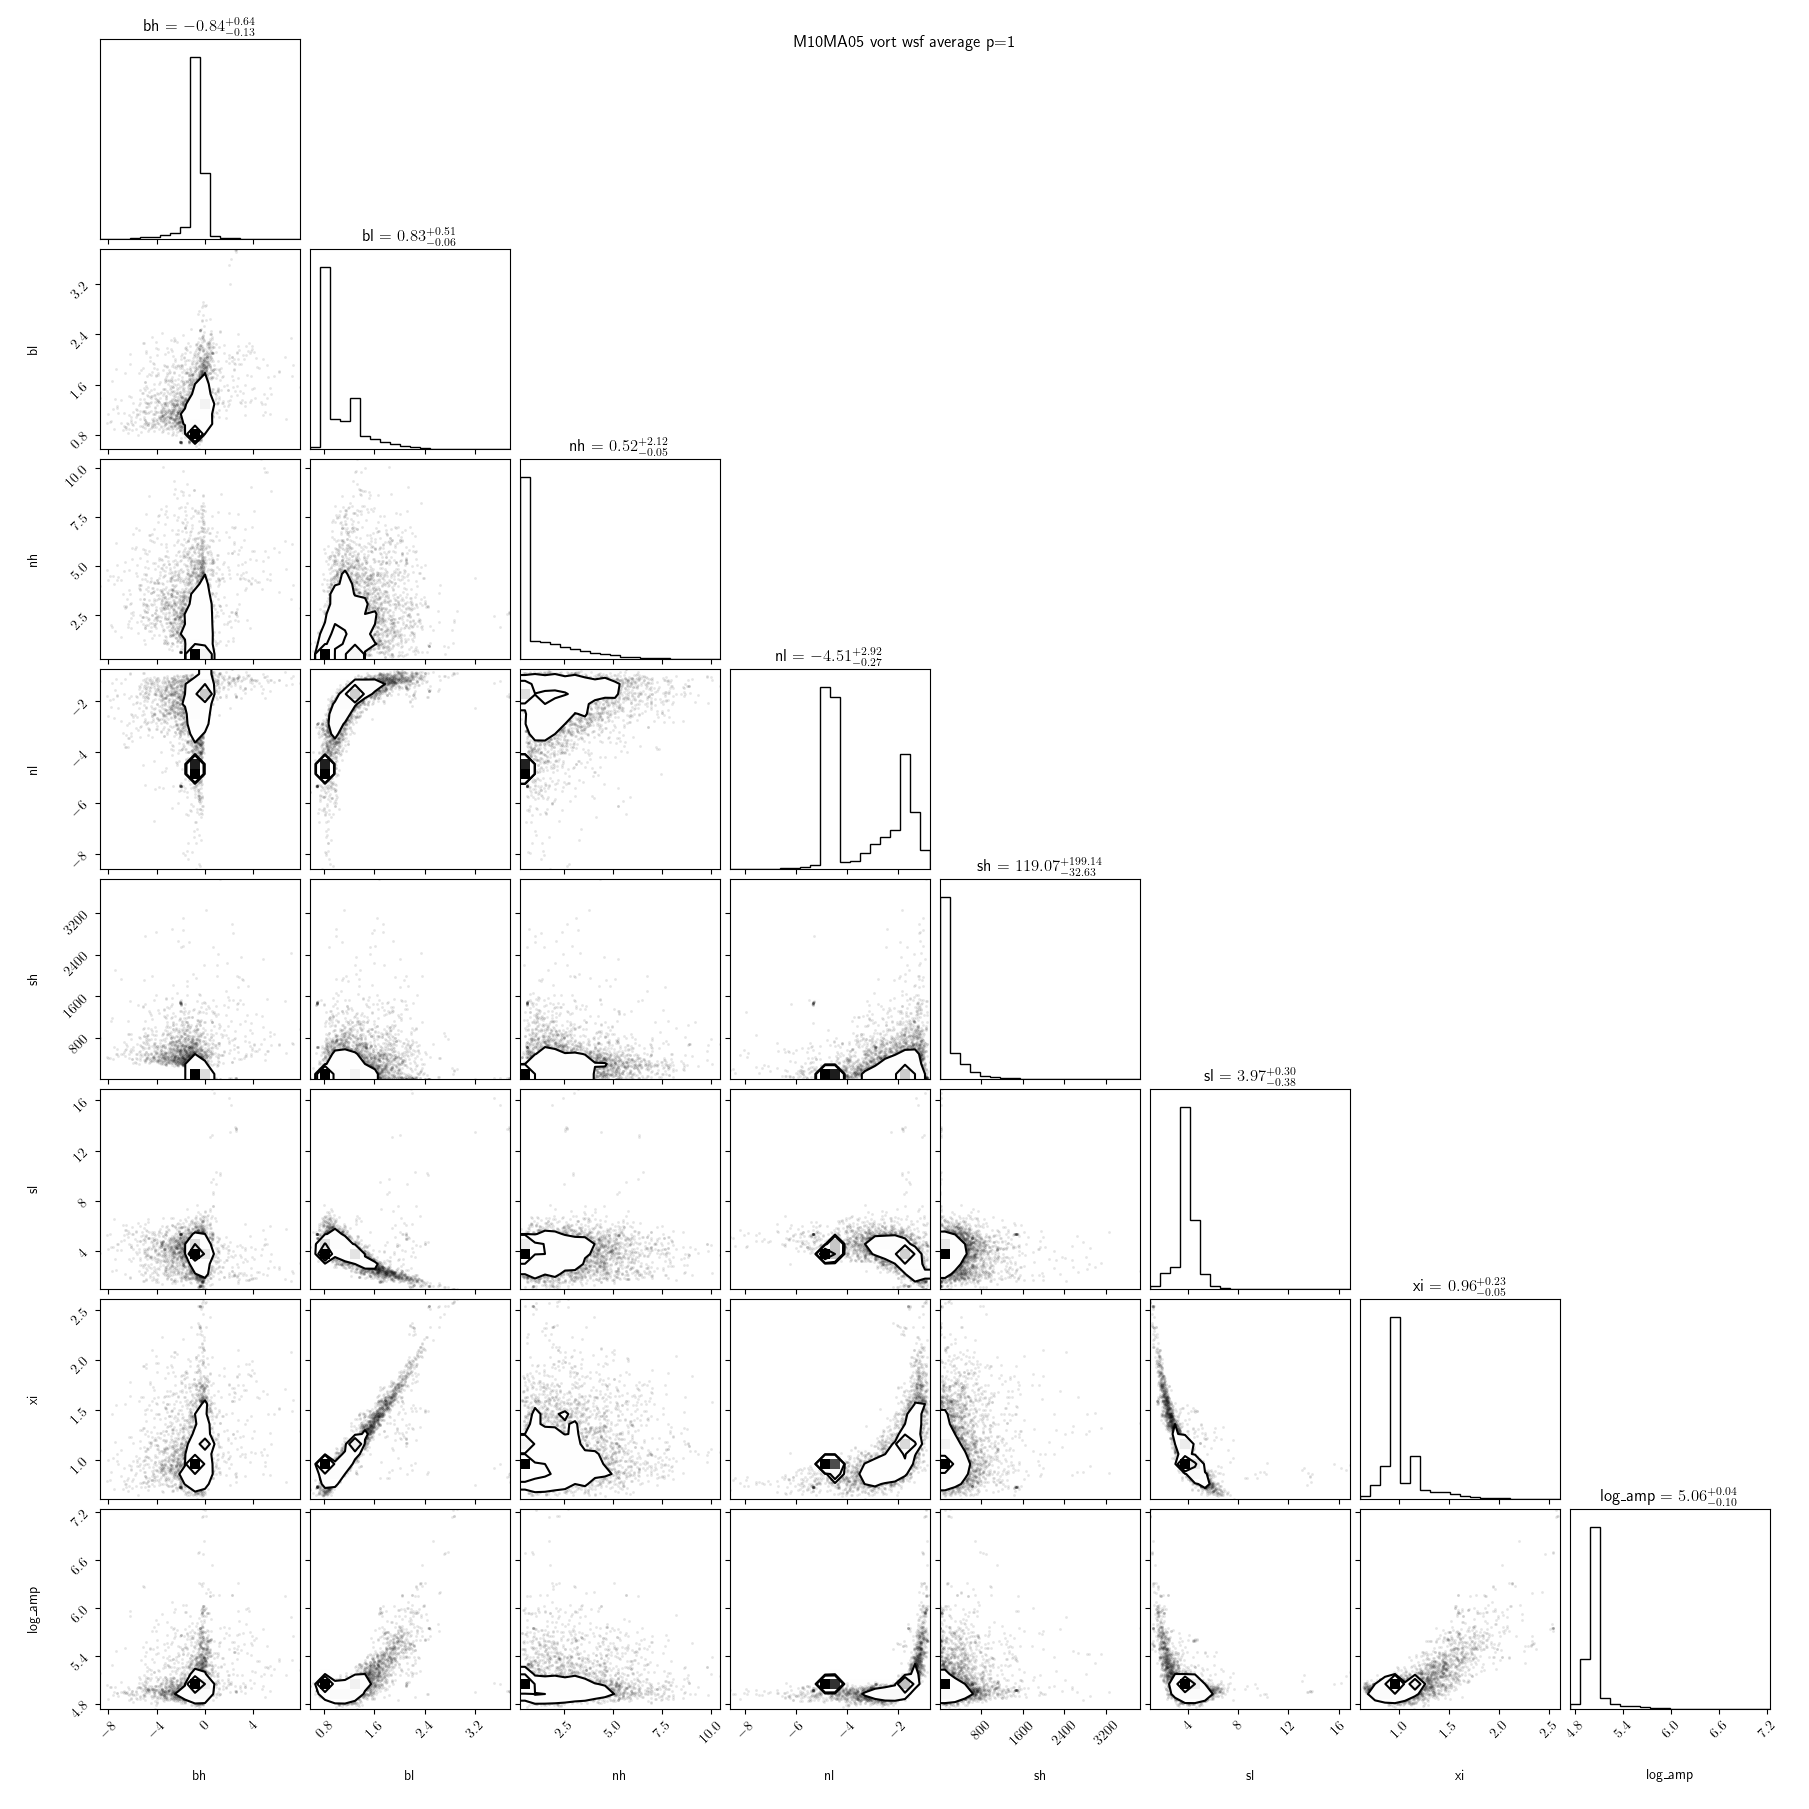 bh = −0.84+0.64−0.13
M10MA05 vort wsf average p=1
bl = 0.83+0.51−0.06
3.2
2.4
1.6
0.8
bl
nh = 0.52+2.12−0.05
10.0
7.5
5.0
2.5
nh
nl = −4.51+2.92−0.27
−2
−4
−6
−8
nl
sh = 119.07+199.14−32.63
3200
2400
1600
800
sh
sl = 3.97+0.30−0.38
16
12
8
4
sl
xi = 0.96+0.23−0.05
2.5
2.0
1.5
1.0
xi
log_amp = 5.06+0.04−0.10
7.2
6.6
6.0
5.4
4.8
log_amp
−8 −4 0 4 0.8 1.6 2.4 3.2 2.5 5.0 7.5 10.0 −8 −6 −4 −2 800 1600 2400 3200 4 8 12 16 1.0 1.5 2.0 2.5 4.8 5.4 6.0 6.6 7.2
bh bl nh nl sh sl xi log_amp